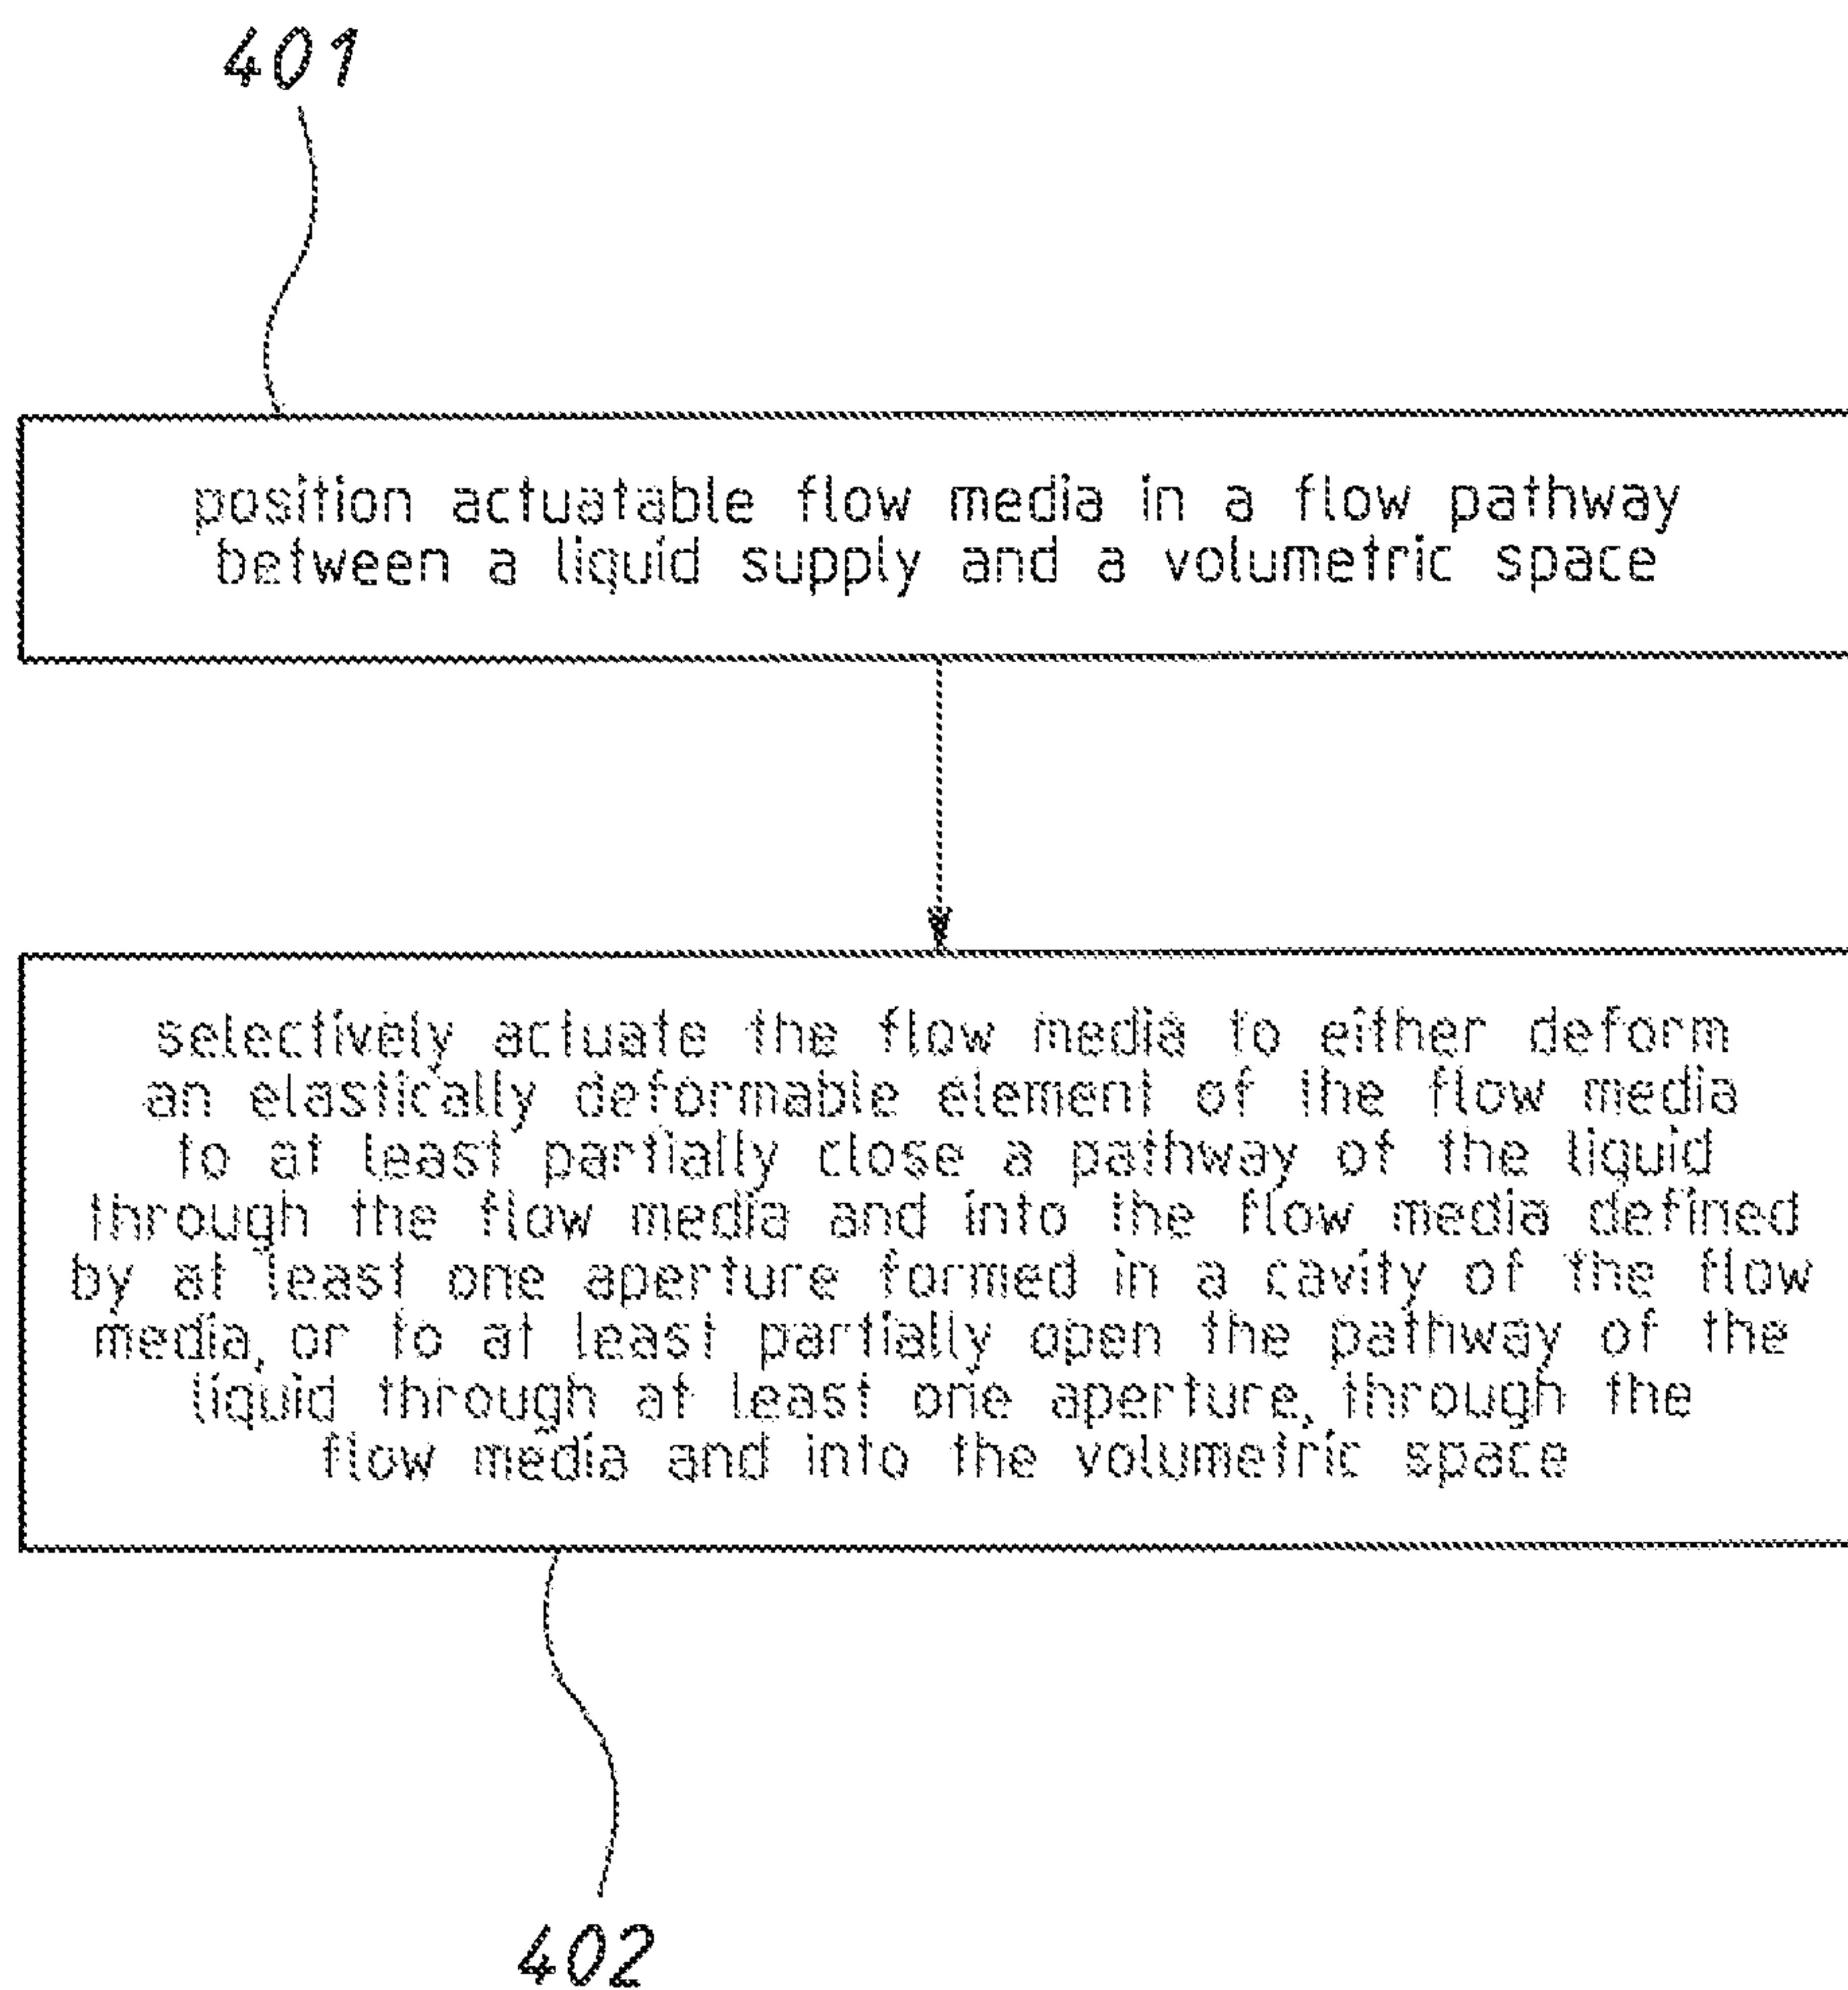 401
position actuatable flow media in a flow pathway
between a liquid supply and a volumetric space
selectively actuate the flow media to either deform
an elastically deformable element of the flow media
to at least partially close a pathway of the liquid
through the flow media and into the flow media defined
by at least one aperture formed in a cavity of the flow
media, or to at least partially open the pathway of the
liquid through at least one aperture, through the
flow media and into the volumetric space
402